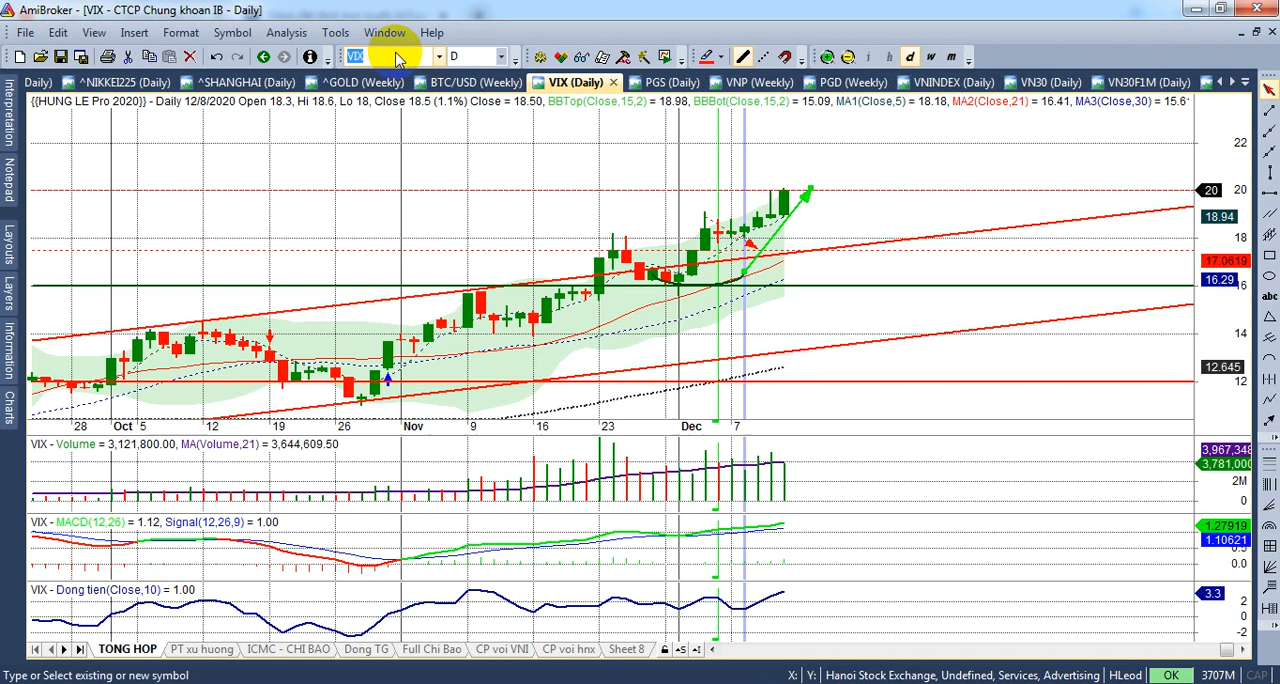 AmiBroker - [VIX - CTCP Chung khoan IB - Daily]
File Edit View Insert Format Symbol Analysis Tools Window Help
VIX D i h d w m
Daily) ^NIKKEI225 (Daily) ^SHANGHAI (Daily) ^GOLD (Weekly) BTC/USD (Weekly) VIX (Daily) PGS (Daily) VNP (Weekly) PGD (Weekly) VNINDEX (Daily) VN30 (Daily) VN30F1M (Daily)
{{HUNG LE Pro 2020}} - Daily 12/8/2020 Open 18.3, Hi 18.6, Lo 18, Close 18.5 (1.1%) Close = 18.50, BBTop(Close,15,2) = 18.98, BBBot(Close,15,2) = 15.09, MA1(Close,5) = 18.18, MA2(Close,21) = 16.41, MA3(Close,30) = 15.6
Interpretation
Notepad
Layouts
Layers
Information
Charts
22
20 20
18.94
18
17.0619
16.29 16
14
12.645
12
abc
28 Oct 5 12 19 26 Nov 9 16 23 Dec 7
VIX - Volume = 3,121,800.00, MA(Volume,21) = 3,644,609.50
3,967,348
3,781,000
2M
0
VIX - MACD(12,26) = 1.12, Signal(12,26,9) = 1.00
1.27919
1.10621
0.5
0.0
VIX - Dong tien(Close,10) = 1.00
3.3
2
0
-2
TONG HOP PT xu huong ICMC - CHI BAO Dong TG Full Chi Bao CP voi VNI CP voi hnx Sheet 8
Type or Select existing or new symbol X: Y: Hanoi Stock Exchange, Undefined, Services, Advertising HLeod OK 3707M CAP